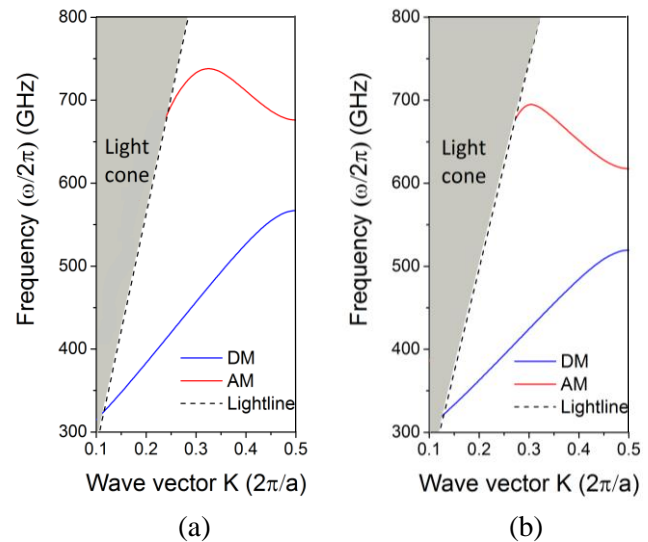 800
700
600
500
400
300
Frequency (ω/2π) (GHz)
Light
cone
DM
AM
Lightline
0.1 0.2 0.3 0.4 0.5
Wave vector K (2π/a)
(a)
800
700
600
500
400
300
Frequency (ω/2π) (GHz)
Light
cone
DM
AM
Lightline
0.1 0.2 0.3 0.4 0.5
Wave vector K (2π/a)
(b)